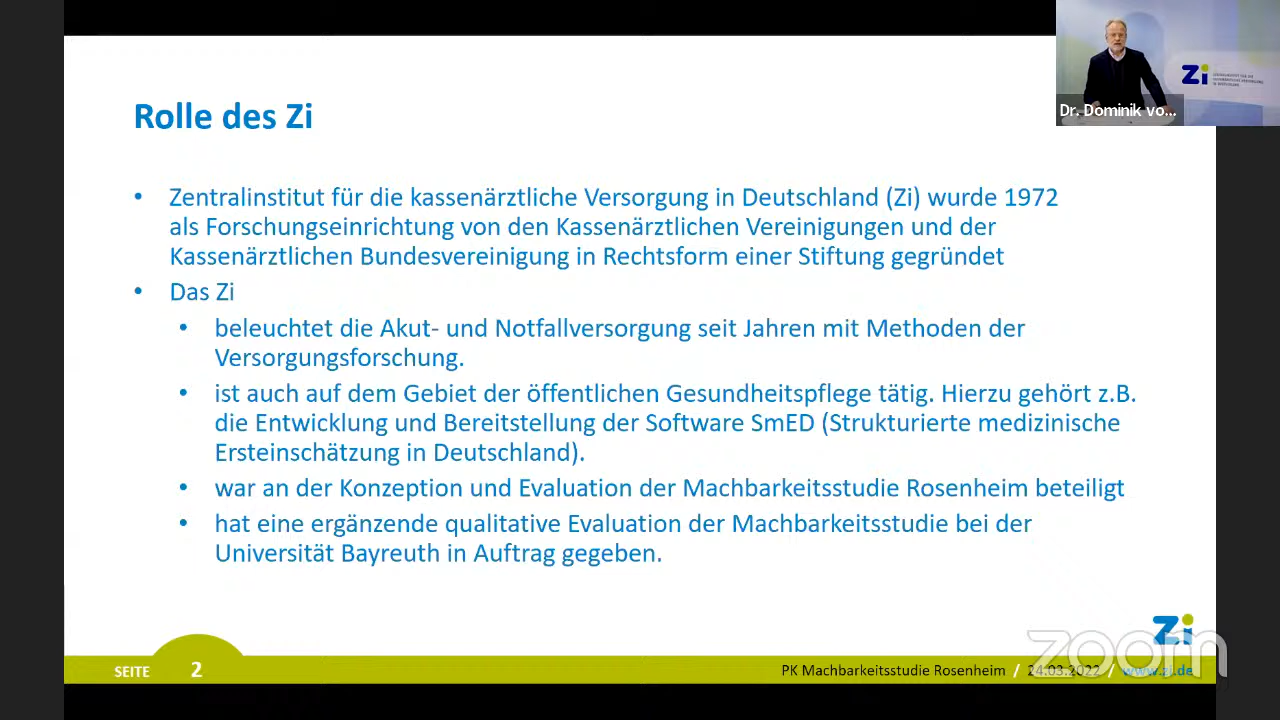 Rolle des Zi
• Zentralinstitut für die kassenärztliche Versorgung in Deutschland (Zi) wurde 1972
als Forschungseinrichtung von den Kassenärztlichen Vereinigungen und der
Kassenärztlichen Bundesvereinigung in Rechtsform einer Stiftung gegründet
• Das Zi
• beleuchtet die Akut- und Notfallversorgung seit Jahren mit Methoden der
Versorgungsforschung.
• ist auch auf dem Gebiet der öffentlichen Gesundheitspflege tätig. Hierzu gehört z.B.
die Entwicklung und Bereitstellung der Software SmED (Strukturierte medizinische
Ersteinschätzung in Deutschland).
• war an der Konzeption und Evaluation der Machbarkeitsstudie Rosenheim beteiligt
• hat eine ergänzende qualitative Evaluation der Machbarkeitsstudie bei der
Universität Bayreuth in Auftrag gegeben.
Zi
Dr. Dominik vo...
Zi
zoom
SEITE 2
PK Machbarkeitsstudie Rosenheim / 24.03.2022 / www.zi.de